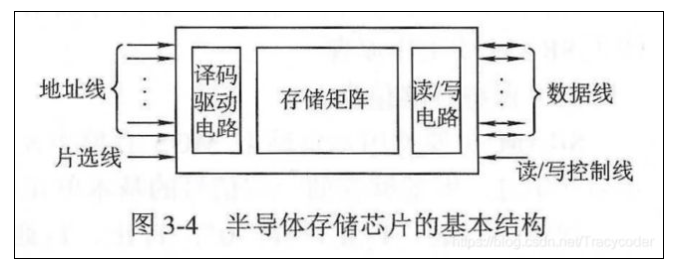 译码
驱动
电路
存储矩阵
读/写
电路
地址线
数据线
片选线
读/写控制线
图 3-4 半导体存储芯片的基本结构
https://blog.csdn.net/Tracycoder